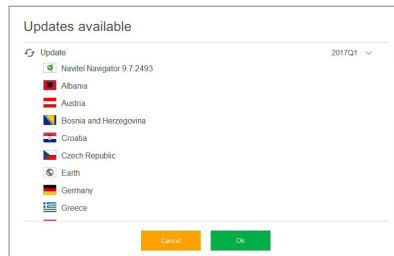 Updates available
Update 2017Q1
Navitel Navigator 9.7.2493
Albania
Austria
Bosnia and Herzegovina
Croatia
Czech Republic
Earth
Germany
Greece
Cancel Ok